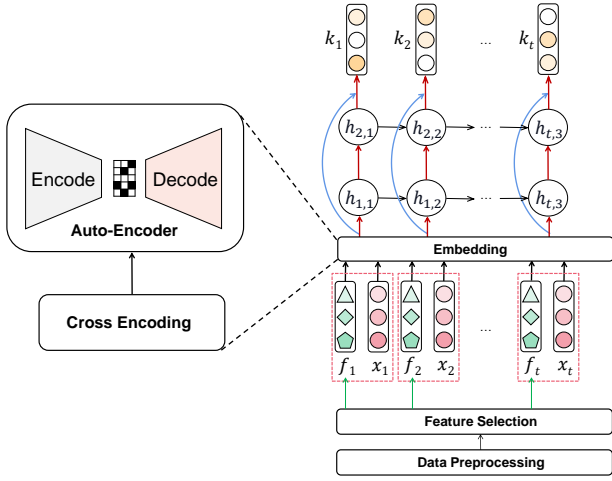 k₁ k₂ ... kₜ
h₂,₁ h₂,₂ ... hₜ,₃
Encode Decode
Auto-Encoder
h₁,₁ h₁,₂ ... hₜ,₃
Embedding
Cross Encoding
...
f₁ x₁ f₂ x₂ fₜ xₜ
Feature Selection
Data Preprocessing